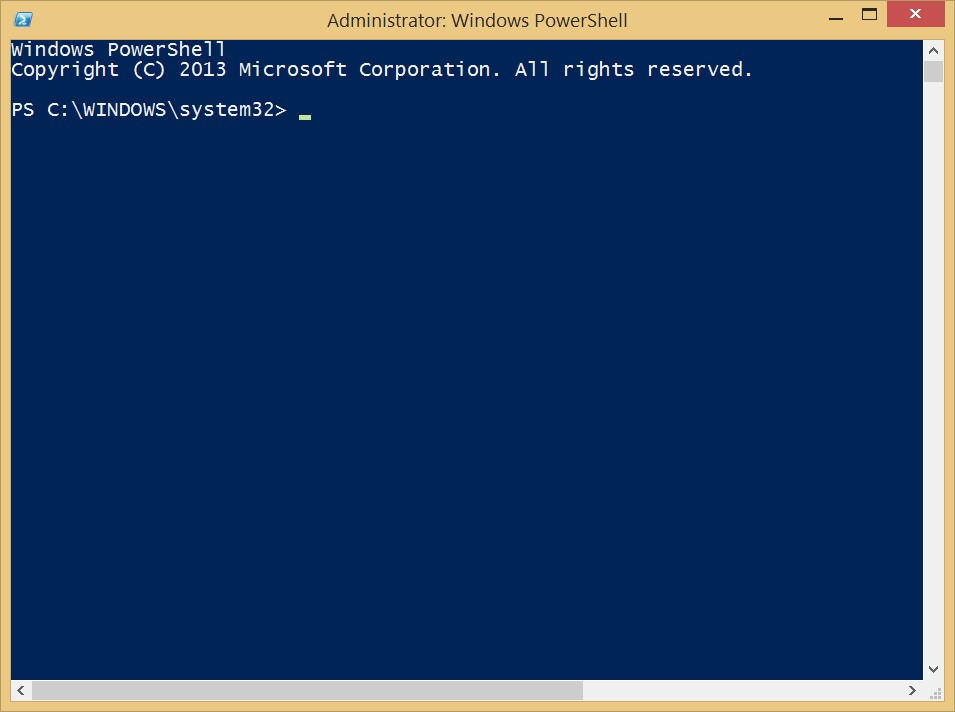 Administrator: Windows PowerShell
Windows PowerShell
Copyright (C) 2013 Microsoft Corporation. All rights reserved.
PS C:\WINDOWS\system32>